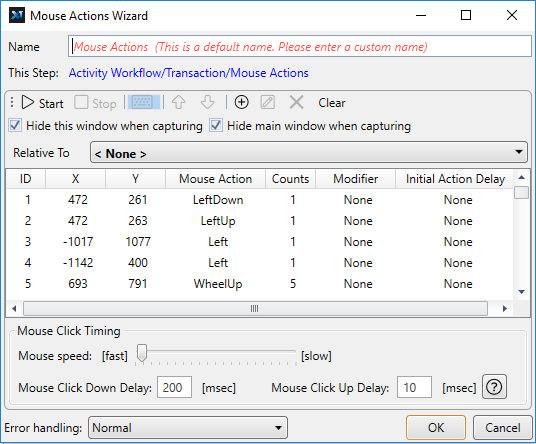 Mouse Actions Wizard
Name Mouse Actions (This is a default name. Please enter a custom name)
This Step: Activity Workflow/Transaction/Mouse Actions
Start Stop Clear
Hide this window when capturing Hide main window when capturing
Relative To < None >
ID X Y Mouse Action Counts Modifier Initial Action Delay
1 472 261 LeftDown 1 None None
2 472 263 LeftUp 1 None None
3 -1017 1077 Left 1 None None
4 -1142 400 Left 1 None None
5 693 791 WheelUp 5 None None
Mouse Click Timing
Mouse speed: [fast] [slow]
Mouse Click Down Delay: 200 [msec] Mouse Click Up Delay: 10 [msec] ?
Error handling: Normal OK Cancel